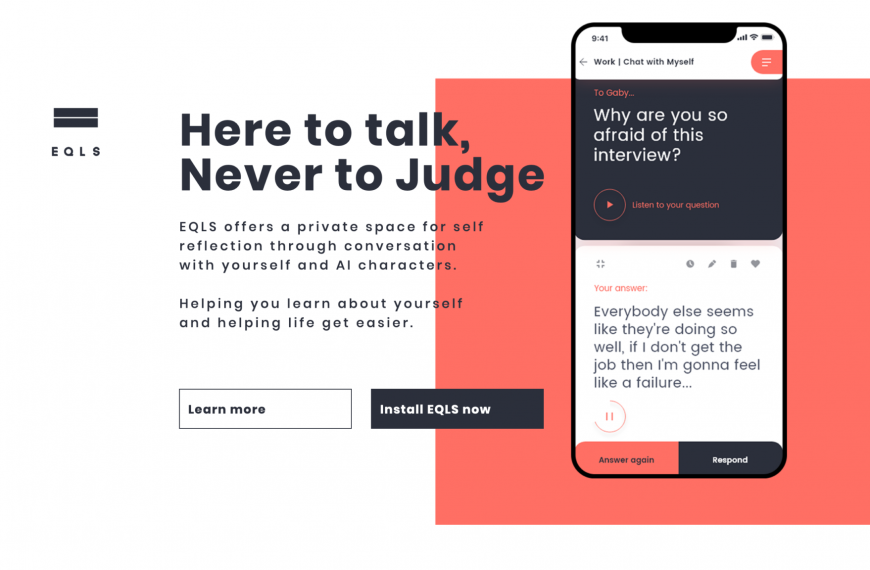 EQLS
Here to talk,
Never to Judge
EQLS offers a private space for self
reflection through conversation
with yourself and AI characters.
Helping you learn about yourself
and helping life get easier.
Learn more
Install EQLS now
9:41
Work | Chat with Myself
To Gaby...
Why are you so
afraid of this
interview?
Listen to your question
Your answer:
Everybody else seems
like they're doing so
well, if I don't get the
job then I'm gonna feel
like a failure...
Answer again
Respond